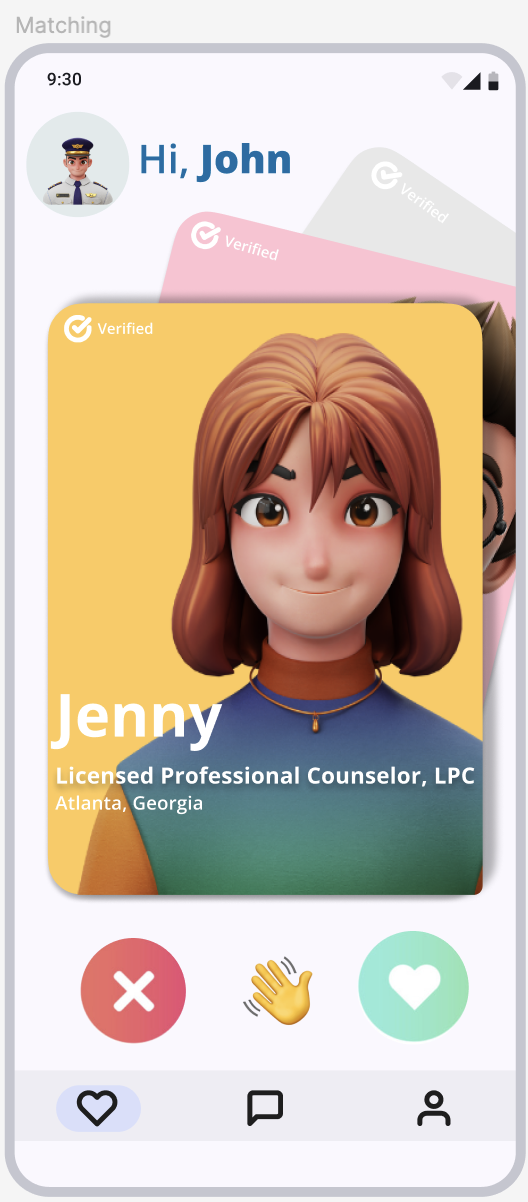 Matching
9:30
Hi, John
Verified
Verified
Verified
Jenny
Licensed Professional Counselor, LPC
Atlanta, Georgia